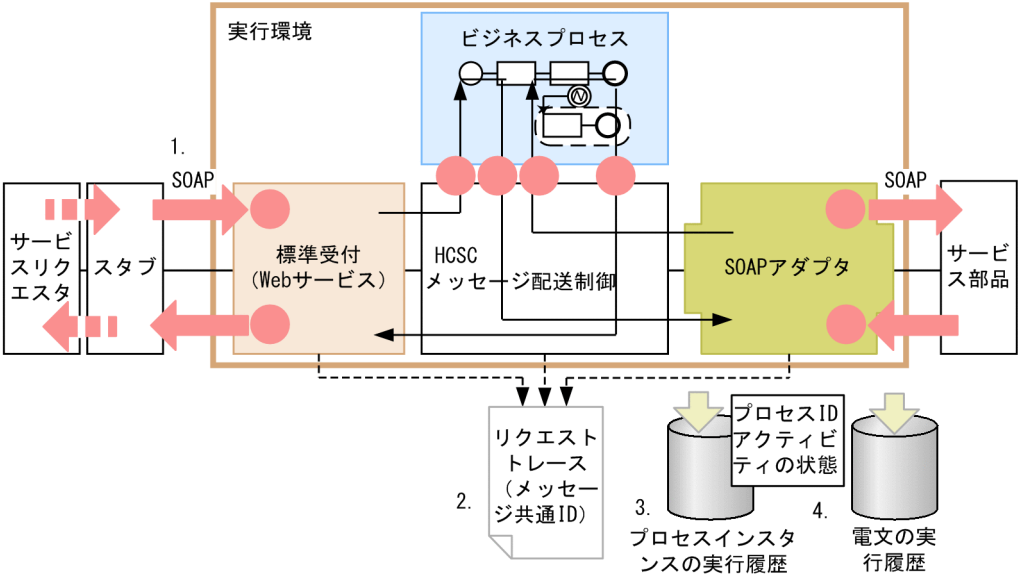 実行環境
ビジネスプロセス
1.
SOAP
SOAP
サービ
スリク
エスタ
スタブ
標準受付
(Webサービス)
HCSC
メッセージ配送制御
SOAPアダプタ
サービ
ス部品
2.
リクエスト
トレース
(メッセー
ジ共通ID)
プロセスID
アクティビ
ティの状態
3.
プロセスインスタ
ンスの実行履歴
4.
電文の実
行履歴